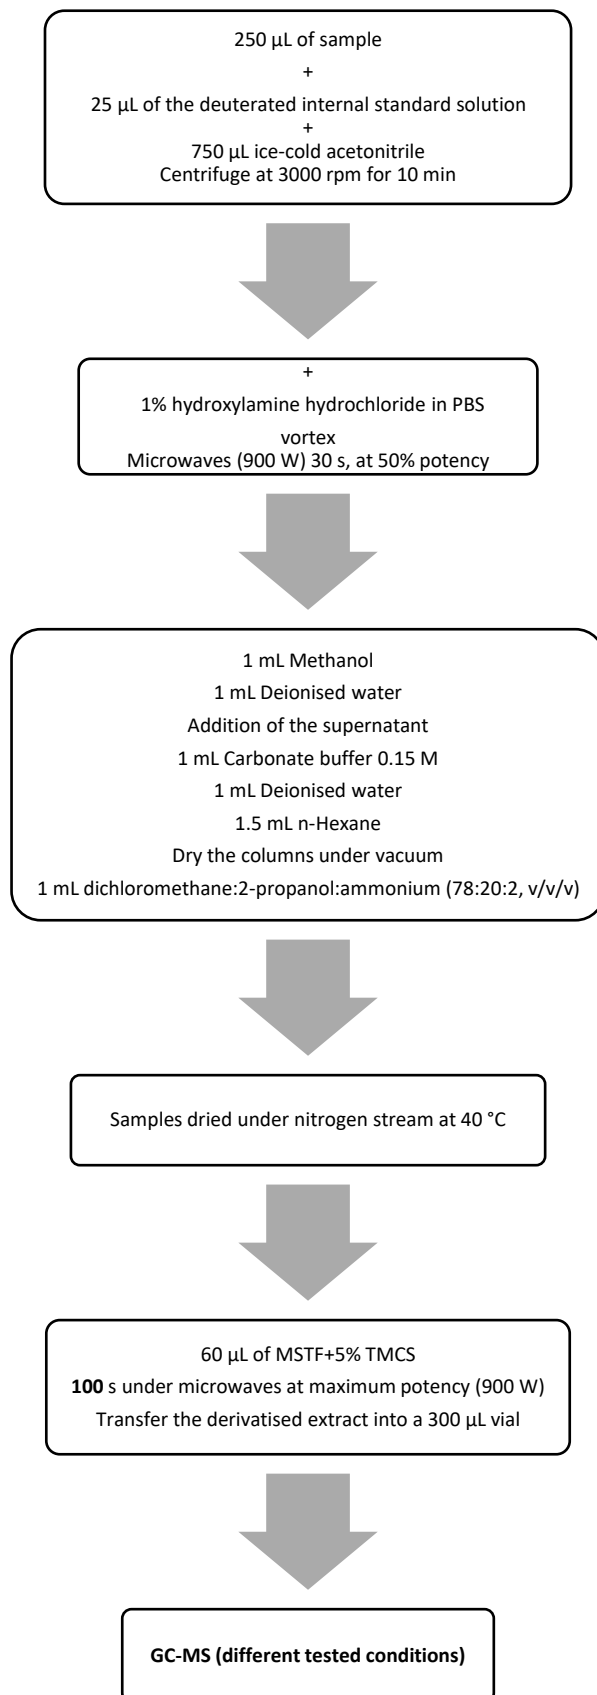 250 µL of sample
+
25 µL of the deuterated internal standard solution
+
750 µL ice-cold acetonitrile
Centrifuge at 3000 rpm for 10 min
+
1% hydroxylamine hydrochloride in PBS
vortex
Microwaves (900 W) 30 s, at 50% potency
1 mL Methanol
1 mL Deionised water
Addition of the supernatant
1 mL Carbonate buffer 0.15 M
1 mL Deionised water
1.5 mL n-Hexane
Dry the columns under vacuum
1 mL dichloromethane:2-propanol:ammonium (78:20:2, v/v/v)
Samples dried under nitrogen stream at 40 °C
60 µL of MSTF+5% TMCS
100 s under microwaves at maximum potency (900 W)
Transfer the derivatised extract into a 300 µL vial
GC-MS (different tested conditions)